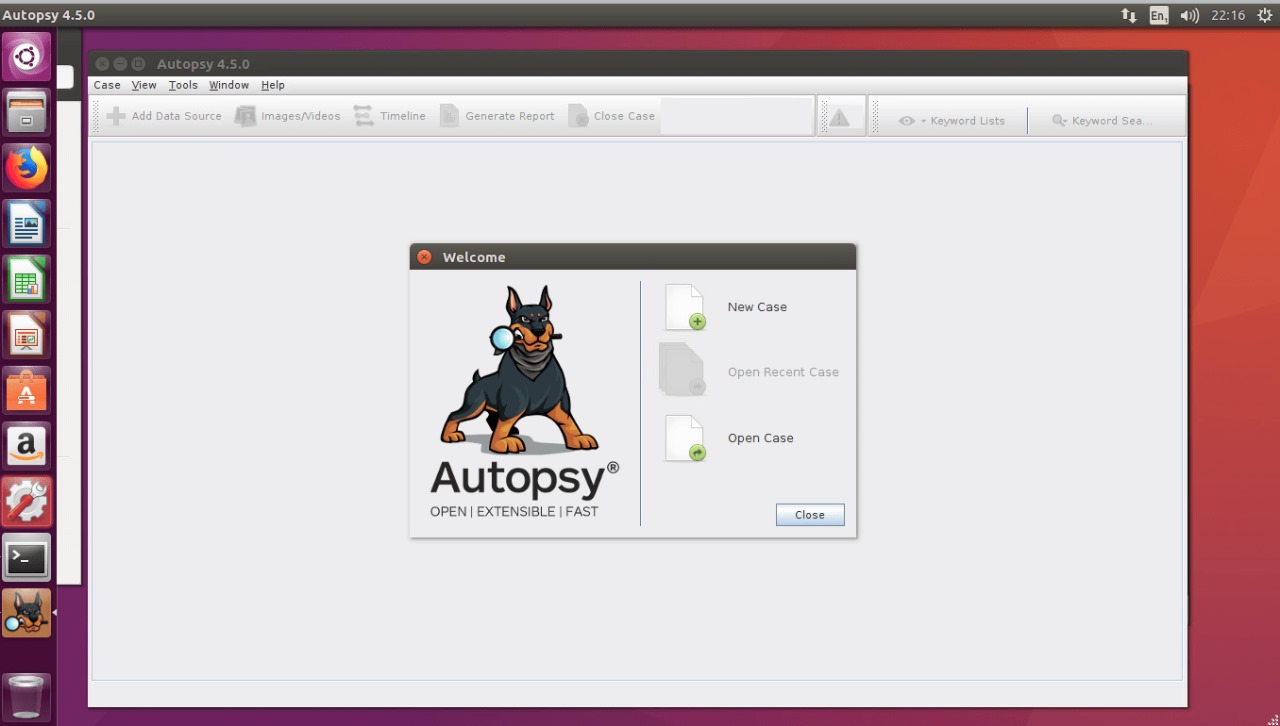 Autopsy 4.5.0
En1 22:16
Autopsy 4.5.0
Case View Tools Window Help
Add Data Source Images/Videos Timeline Generate Report Close Case Keyword Lists Keyword Sea...
Welcome
New Case
Open Recent Case
Open Case
Autopsy®
OPEN | EXTENSIBLE | FAST
Close